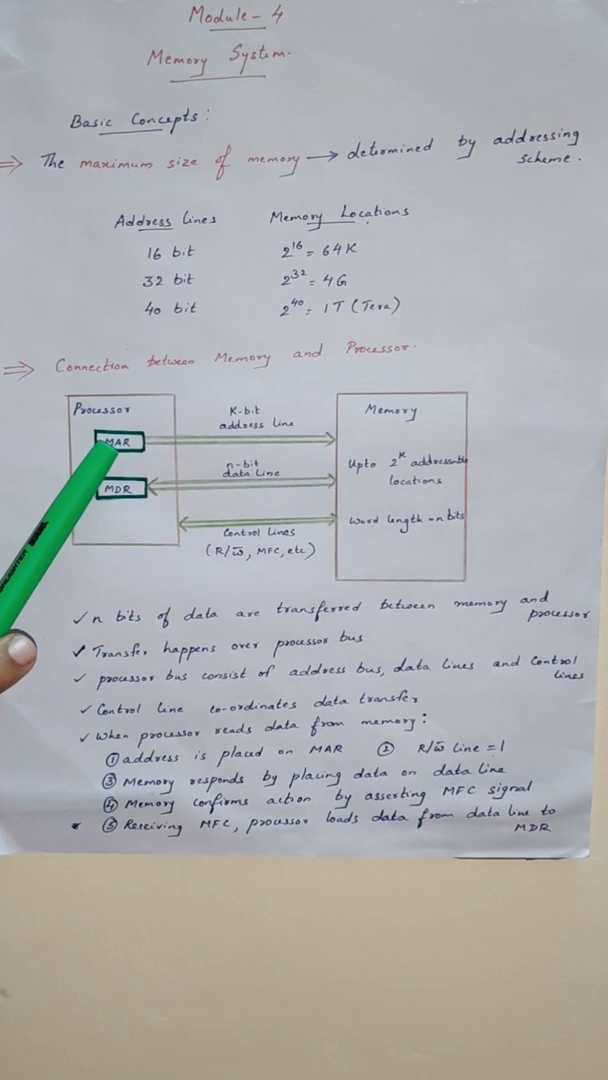 Module - 4
Memory System.
Basic Concepts:
⇒ The maximum size of memory → determined by addressing scheme.
Address lines Memory Locations
16 bit 2^16 = 64K
32 bit 2^32 = 4G
40 bit 2^40 = 1T (Tera)
⇒ Connection between Memory and Processor.
Processor
MAR
MDR
K-bit
address line
n-bit
data line
Control Lines
(R/w̅, MFC, etc)
Memory
Upto 2^K addressable
locations
Word length = n bits
✓ n bits of data are transferred between memory and processor
✓ Transfer happens over processor bus
✓ processor bus consist of address bus, data lines and control lines
✓ Control line co-ordinates data transfer
✓ When processor reads data from memory:
① address is placed on MAR ② R/w̅ line = 1
③ Memory responds by placing data on data line
④ Memory confirms action by asserting MFC signal
⑤ Receiving MFC, processor loads data from data line to MDR